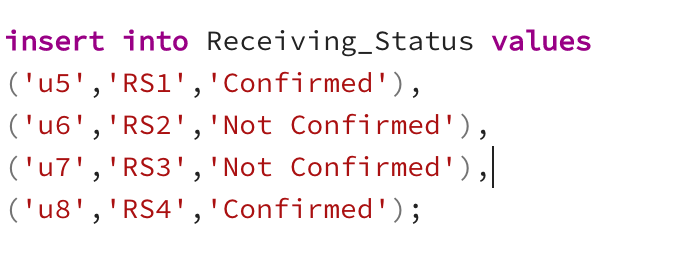 insert into Receiving_Status values
('u5','RS1','Confirmed'),
('u6','RS2','Not Confirmed'),
('u7','RS3','Not Confirmed'),
('u8','RS4','Confirmed');